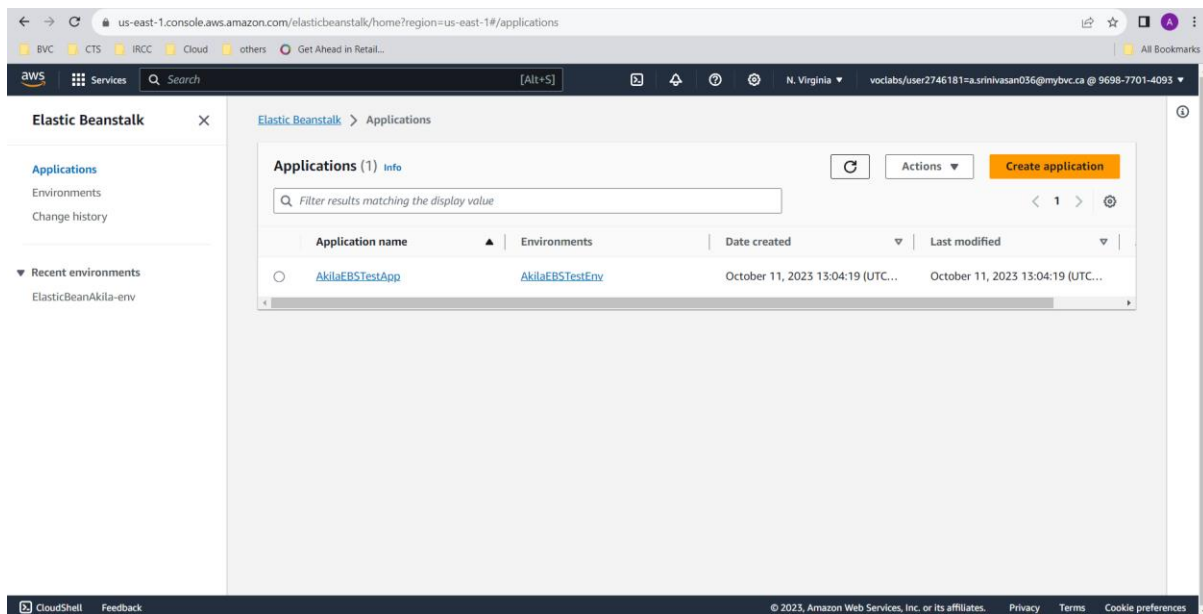 us-east-1.console.aws.amazon.com/elasticbeanstalk/home?region=us-east-1#/applications A
BVC CTS IRCC Cloud others Get Ahead in Retail... All Bookmarks
aws Services Search [Alt+S] N. Virginia voclabs/user2746181=a.srinivasan036@mybvc.ca @ 9698-7701-4093
Elastic Beanstalk
Applications
Environments
Change history
Recent environments
ElasticBeanAkila-env
Elastic Beanstalk > Applications
Applications (1) Info Actions Create application
Filter results matching the display value 1
Application name Environments Date created Last modified
AkilaEBSTestApp AkilaEBSTestEnv October 11, 2023 13:04:19 (UTC... October 11, 2023 13:04:19 (UTC...
CloudShell Feedback © 2023, Amazon Web Services, Inc. or its affiliates. Privacy Terms Cookie preferences